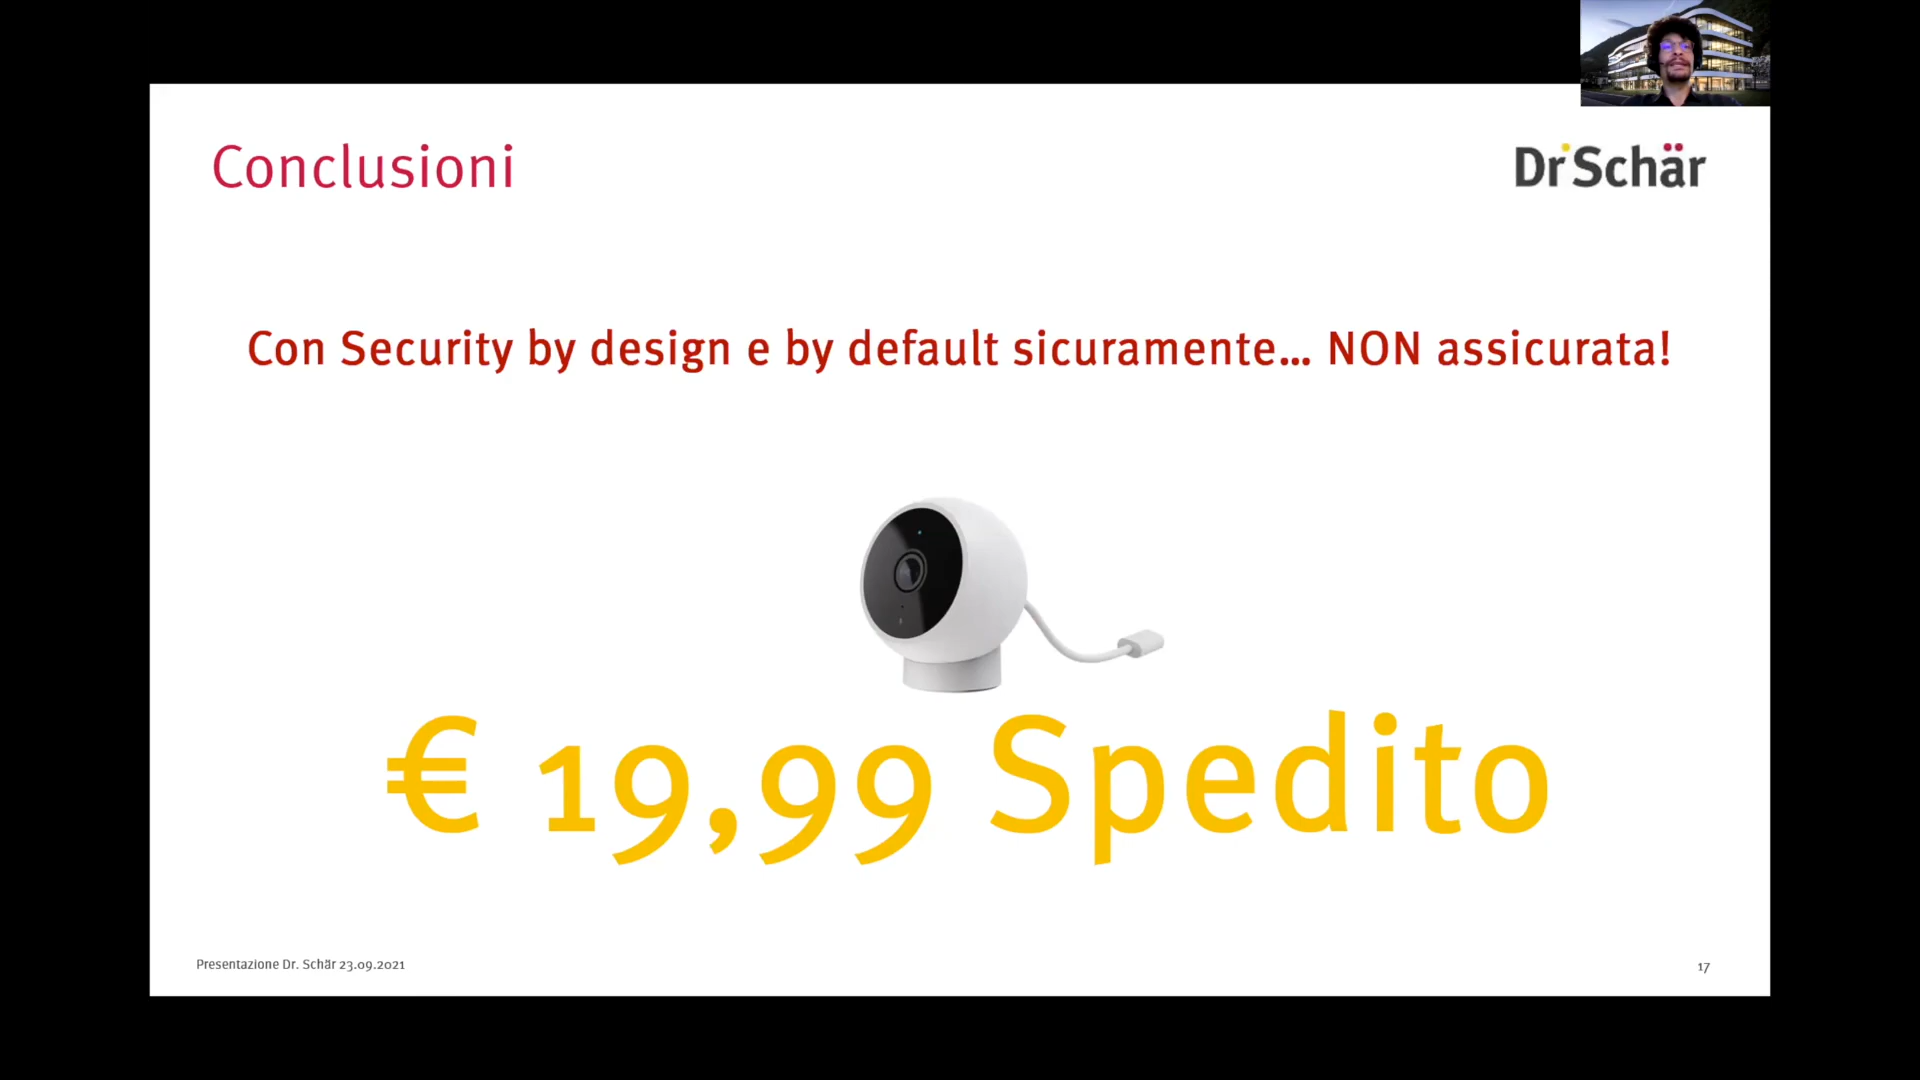 Conclusioni
Dr Schär
Con Security by design e by default sicuramente... NON assicurata!
€ 19,99 Spedito
Presentazione Dr. Schär 23.09.2021
17